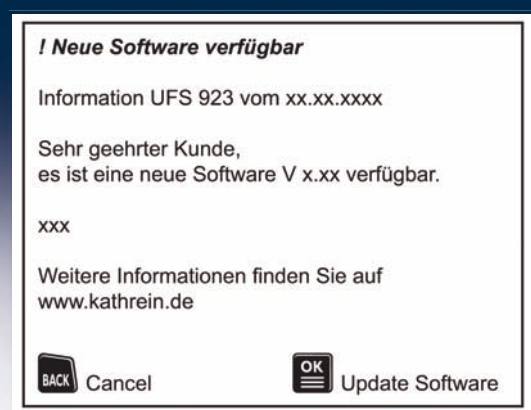 ! Neue Software verfügbar
Information UFS 923 vom xx.xx.xxxx
Sehr geehrter Kunde,
es ist eine neue Software V x.xx verfügbar.
xxx
Weitere Informationen finden Sie auf
www.kathrein.de
BACK Cancel OK Update Software